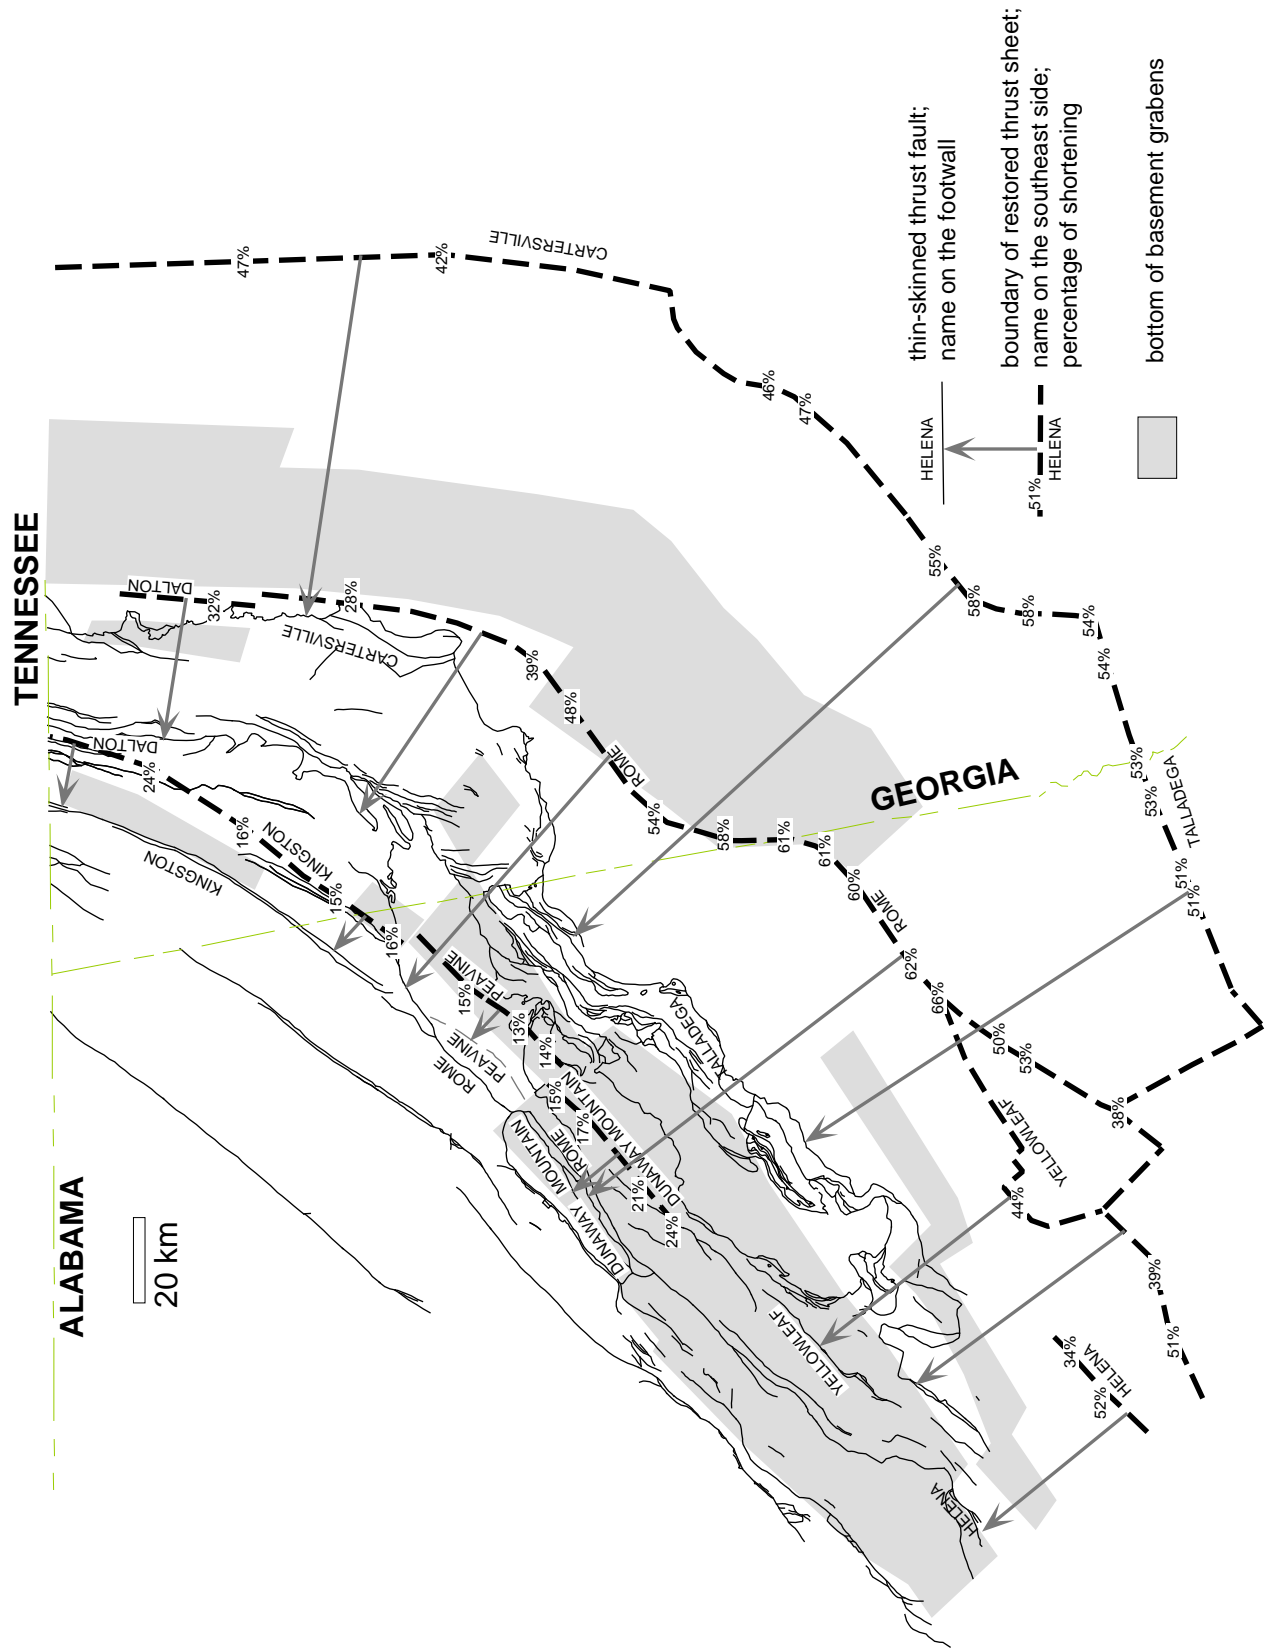 TENNESSEE
ALABAMA
GEORGIA
20 km
47%
42%
CARTERSVILLE
46%
47%
55%
58%
58%
54%
54%
53%
53%
TALLADEGA
51%
51%
DALTON
32%
28%
CARTERSVILLE
39%
48%
ROME
54%
58%
61%
61%
60%
ROME
62%
66%
50%
53%
38%
YELLOWLEAF
44%
39%
51%
34%
HELENA
52%
DALTON
24%
16%
KINGSTON
KINGSTON
15%
16%
PEAVINE
15%
13%
PEAVINE
ROME
14%
15%
17%
DUNAWAY MOUNTAIN
21%
24%
ROME
DUNAWAY MOUNTAIN
TALLADEGA
YELLOWLEAF
HELENA
HELENA
thin-skinned thrust fault;
name on the footwall
51%
HELENA
boundary of restored thrust sheet;
name on the southeast side;
percentage of shortening
bottom of basement grabens